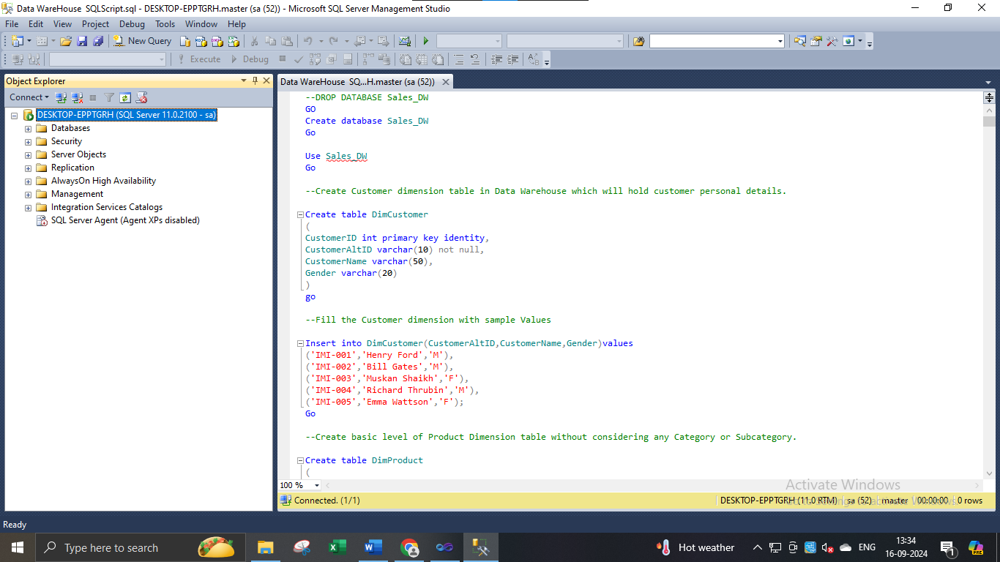 Data WareHouse  SQLScript.sql - DESKTOP-EPPTGRH.master (sa (52)) - Microsoft SQL Server Management Studio
File Edit View Project Debug Tools Window Help
New Query
Execute Debug
Object Explorer
Connect
DESKTOP-EPPTGRH (SQL Server 11.0.2100 - sa)
Databases
Security
Server Objects
Replication
AlwaysOn High Availability
Management
Integration Services Catalogs
SQL Server Agent (Agent XPs disabled)
Data WareHouse  SQ...H.master (sa (52))
--DROP DATABASE Sales_DW
GO
Create database Sales_DW
Go
Use Sales_DW
Go
--Create Customer dimension table in Data Warehouse which will hold customer personal details.
Create table DimCustomer
(
CustomerID int primary key identity,
CustomerAltID varchar(10) not null,
CustomerName varchar(50),
Gender varchar(20)
)
go
--Fill the Customer dimension with sample Values
Insert into DimCustomer(CustomerAltID,CustomerName,Gender)values
('IMI-001','Henry Ford','M'),
('IMI-002','Bill Gates','M'),
('IMI-003','Muskan Shaikh','F'),
('IMI-004','Richard Thrubin','M'),
('IMI-005','Emma Wattson','F');
Go
--Create basic level of Product Dimension table without considering any Category or Subcategory.
Create table DimProduct
(
100 %
Activate Windows
Connected. (1/1)
DESKTOP-EPPTGRH (11.0 RTM) sa (52) master 00:00:00 0 rows
Ready
Type here to search
Hot weather
ENG
13:34
16-09-2024
1
PRE